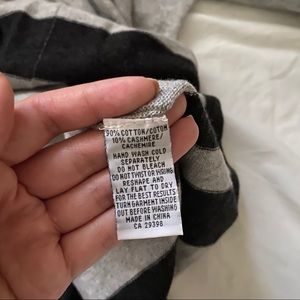 90% COTTON/COTON
10% CASHMERE/
CACHEMIRE
HAND WASH COLD
SEPARATELY
DO NOT BLEACH
DO NOT TWIST OR WRING
RESHAPE AND
LAY FLAT TO DRY
FOR THE BEST RESULTS
TURN GARMENT INSIDE
OUT BEFORE WASHING
MADE IN CHINA
CA 29398